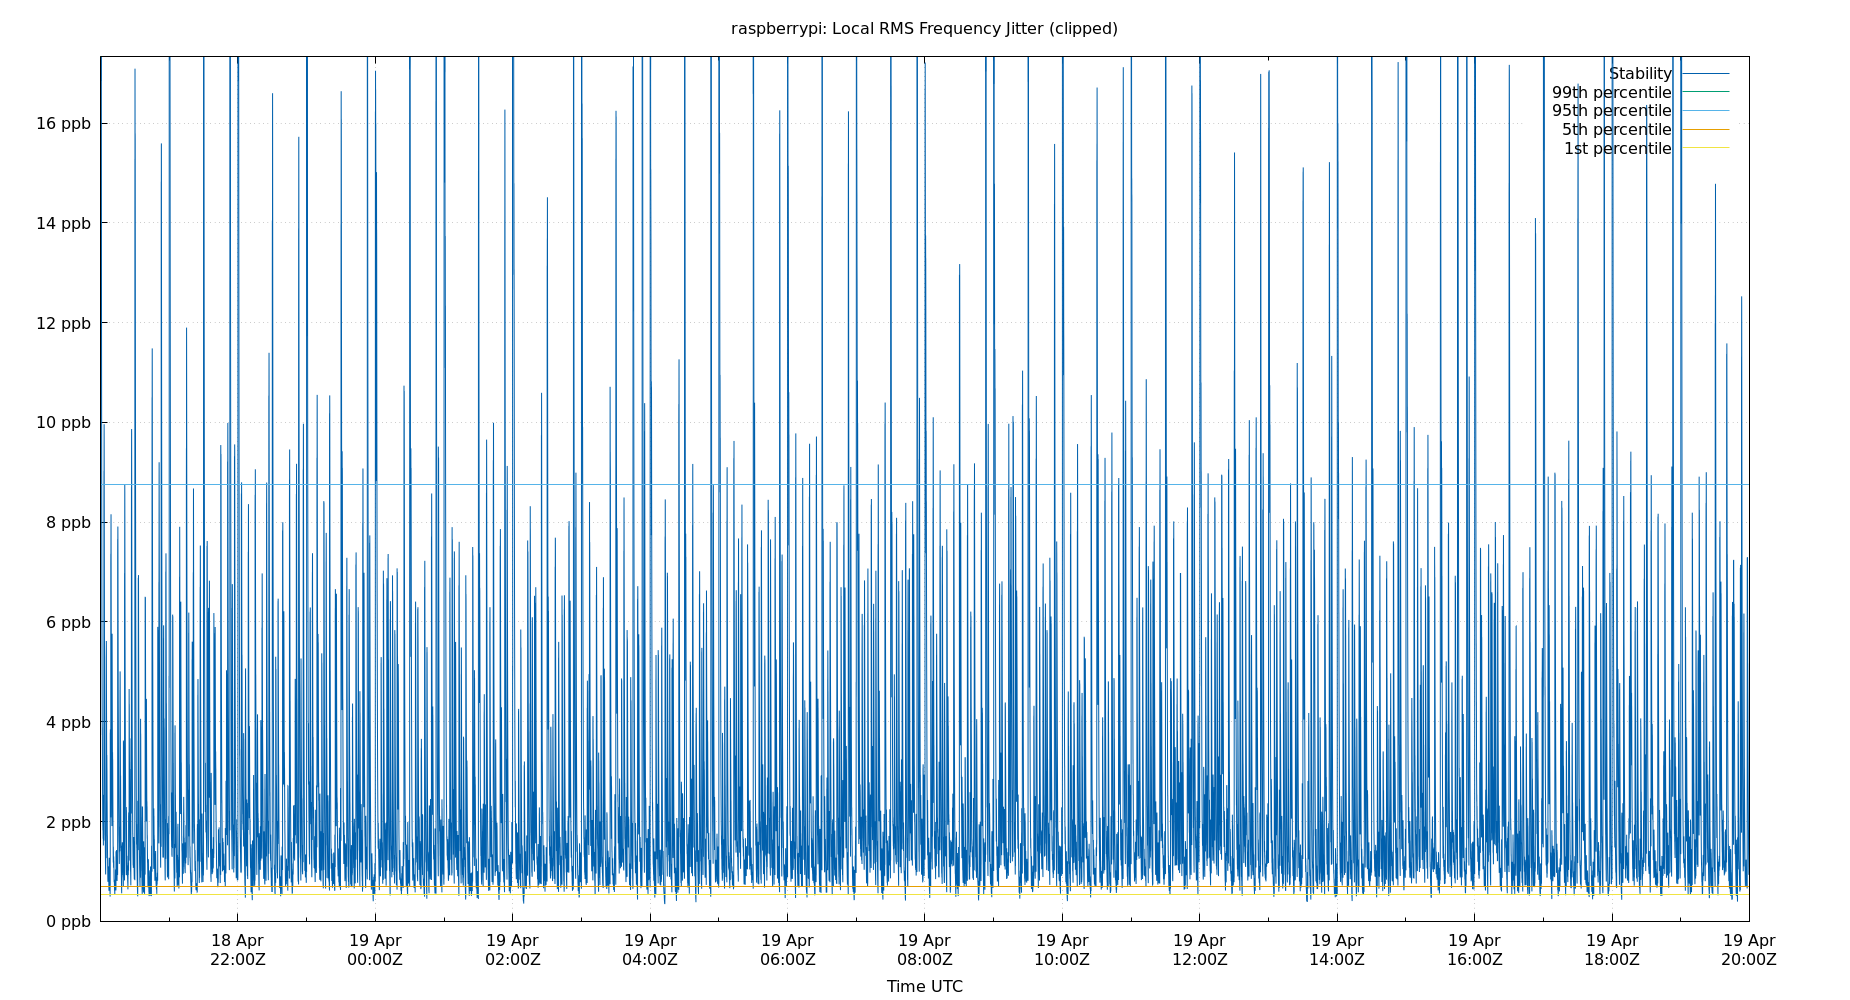 raspberrypi: Local RMS Frequency Jitter (clipped)
Stability
99th percentile
95th percentile
5th percentile
1st percentile
16 ppb
14 ppb
12 ppb
10 ppb
8 ppb
6 ppb
4 ppb
2 ppb
0 ppb
18 Apr 19 Apr 19 Apr 19 Apr 19 Apr 19 Apr 19 Apr 19 Apr 19 Apr 19 Apr 19 Apr 19 Apr
22:00Z 00:00Z 02:00Z 04:00Z 06:00Z 08:00Z 10:00Z 12:00Z 14:00Z 16:00Z 18:00Z 20:00Z
Time UTC